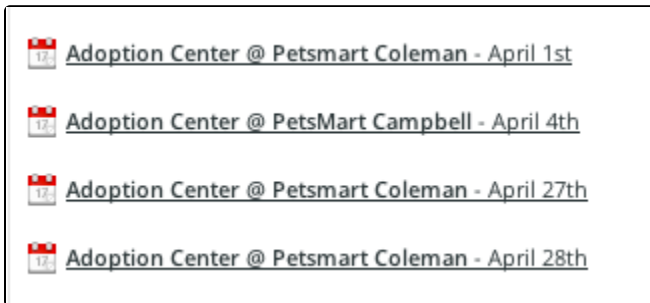 Adoption Center @ Petsmart Coleman - April 1st
Adoption Center @ PetsMart Campbell - April 4th
Adoption Center @ Petsmart Coleman - April 27th
Adoption Center @ Petsmart Coleman - April 28th